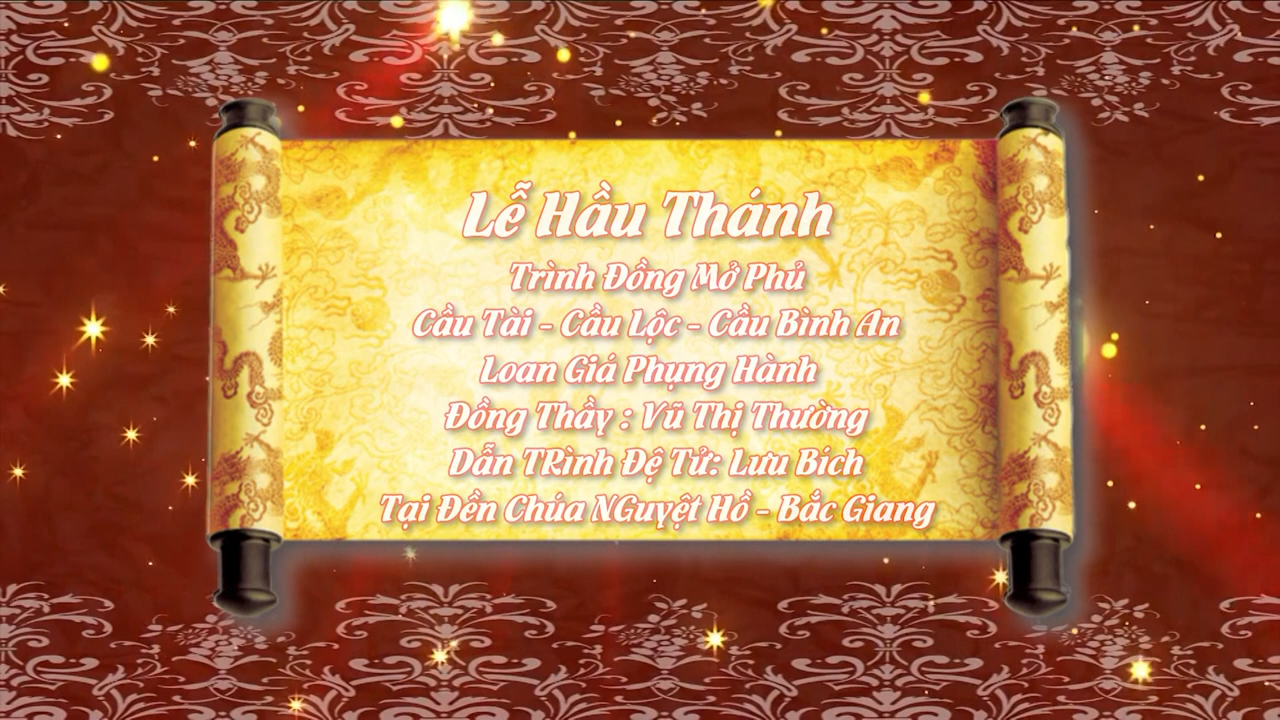 Lễ Hầu Thánh
Trình Đồng Mở Phủ
Cầu Tài - Cầu Lộc - Cầu Bình An
Loan Giá Phụng Hành
Đồng Thầy : Vũ Thị Thường
Dẫn TRình Đệ Tử: Lưu Bích
Tại Đền Chúa NGuyệt Hồ - Bắc Giang